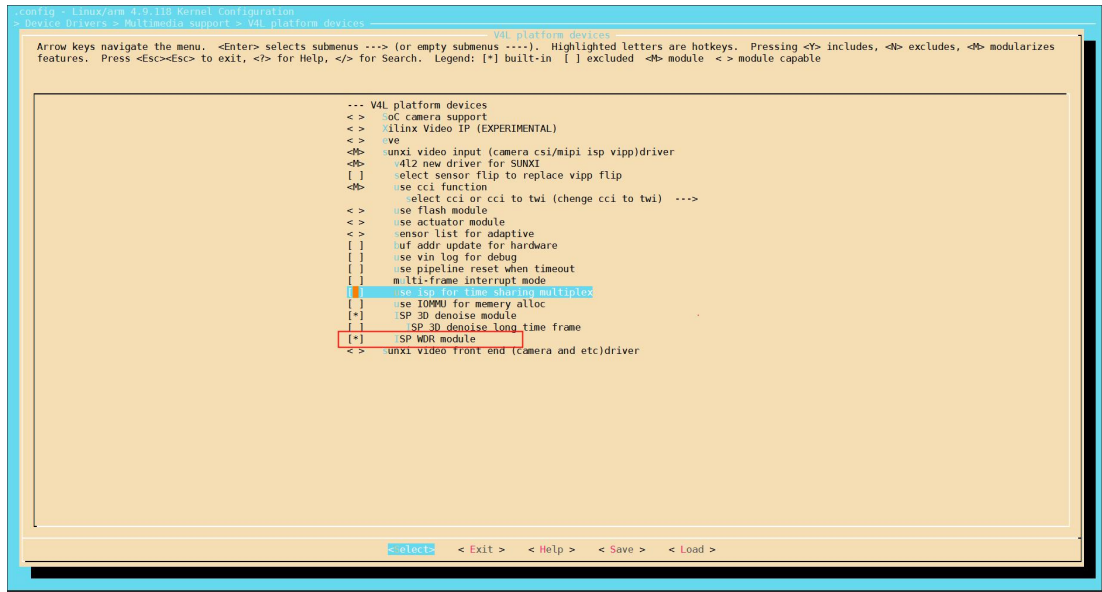 .config - Linux/arm 4.9.118 Kernel Configuration
> Device Drivers > Multimedia support > V4L platform devices
V4L platform devices
Arrow keys navigate the menu.  <Enter> selects submenus ---> (or empty submenus ----).  Highlighted letters are hotkeys.  Pressing <Y> includes, <N> excludes, <M> modularizes
features.  Press <Esc><Esc> to exit, <?> for Help, </> for Search.  Legend: [*] built-in  [ ] excluded  <M> module  < > module capable
--- V4L platform devices
< >   SoC camera support
< >   Xilinx Video IP (EXPERIMENTAL)
< >   eve
<M>   sunxi video input (camera csi/mipi isp vipp)driver
<M>     v4l2 new driver for SUNXI
[ ]     select sensor flip to replace vipp flip
<M>     use cci function
select cci or cci to twi (chenge cci to twi)  --->
< >     use flash module
< >     use actuator module
< >     sensor list for adaptive
[ ]     buf addr update for hardware
[ ]     use vin log for debug
[ ]     use pipeline reset when timeout
[ ]     multi-frame interrupt mode
[ ]     use isp for time sharing multiplex
[ ]     use IOMMU for memery alloc
[*]     ISP 3D denoise module
[ ]       ISP 3D denoise long time frame
[*]     ISP WDR module
< >   sunxi video front end (camera and etc)driver
<Select>    < Exit >    < Help >    < Save >    < Load >